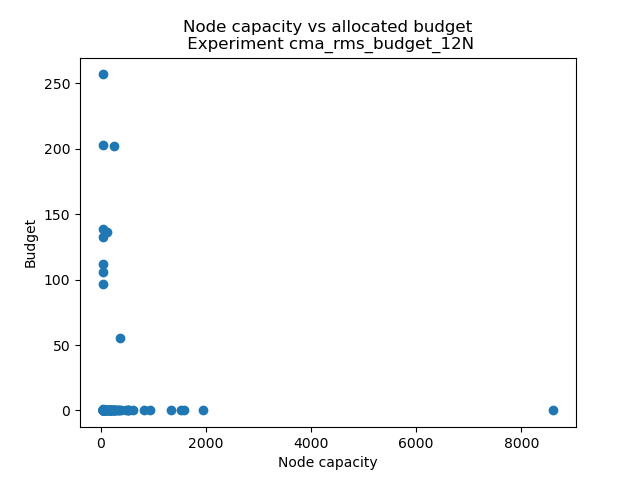 Node capacity vs allocated budget
Experiment cma_rms_budget_12N
250
200
150
100
50
0
Budget
0 2000 4000 6000 8000
Node capacity